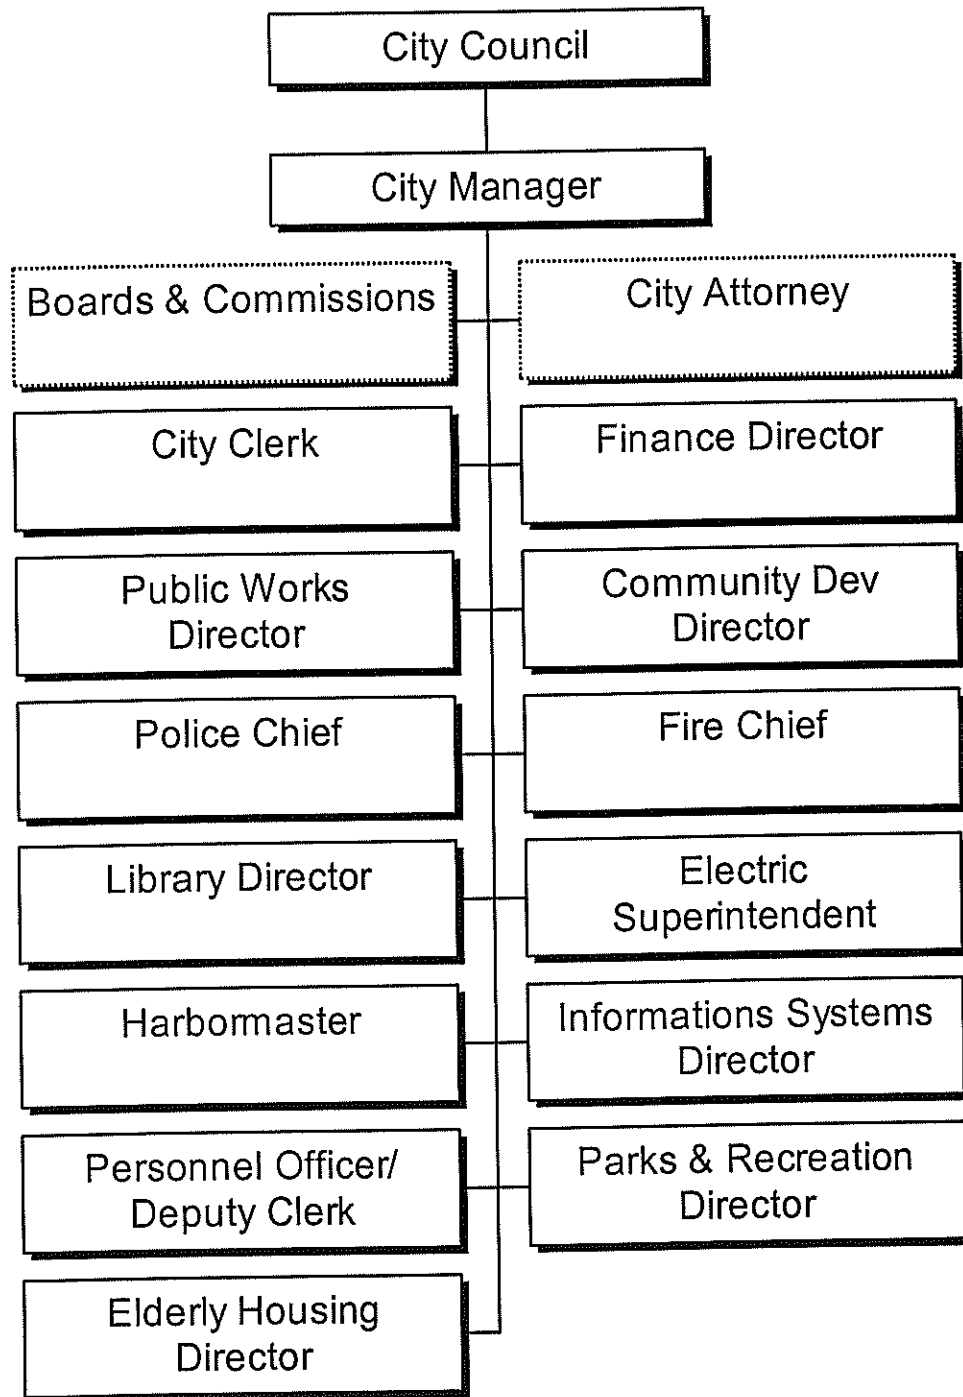 City Council
City Manager
Boards & Commissions
City Attorney
City Clerk
Finance Director
Public Works
Director
Community Dev
Director
Police Chief
Fire Chief
Library Director
Electric
Superintendent
Harbormaster
Informations Systems
Director
Personnel Officer/
Deputy Clerk
Parks & Recreation
Director
Elderly Housing
Director